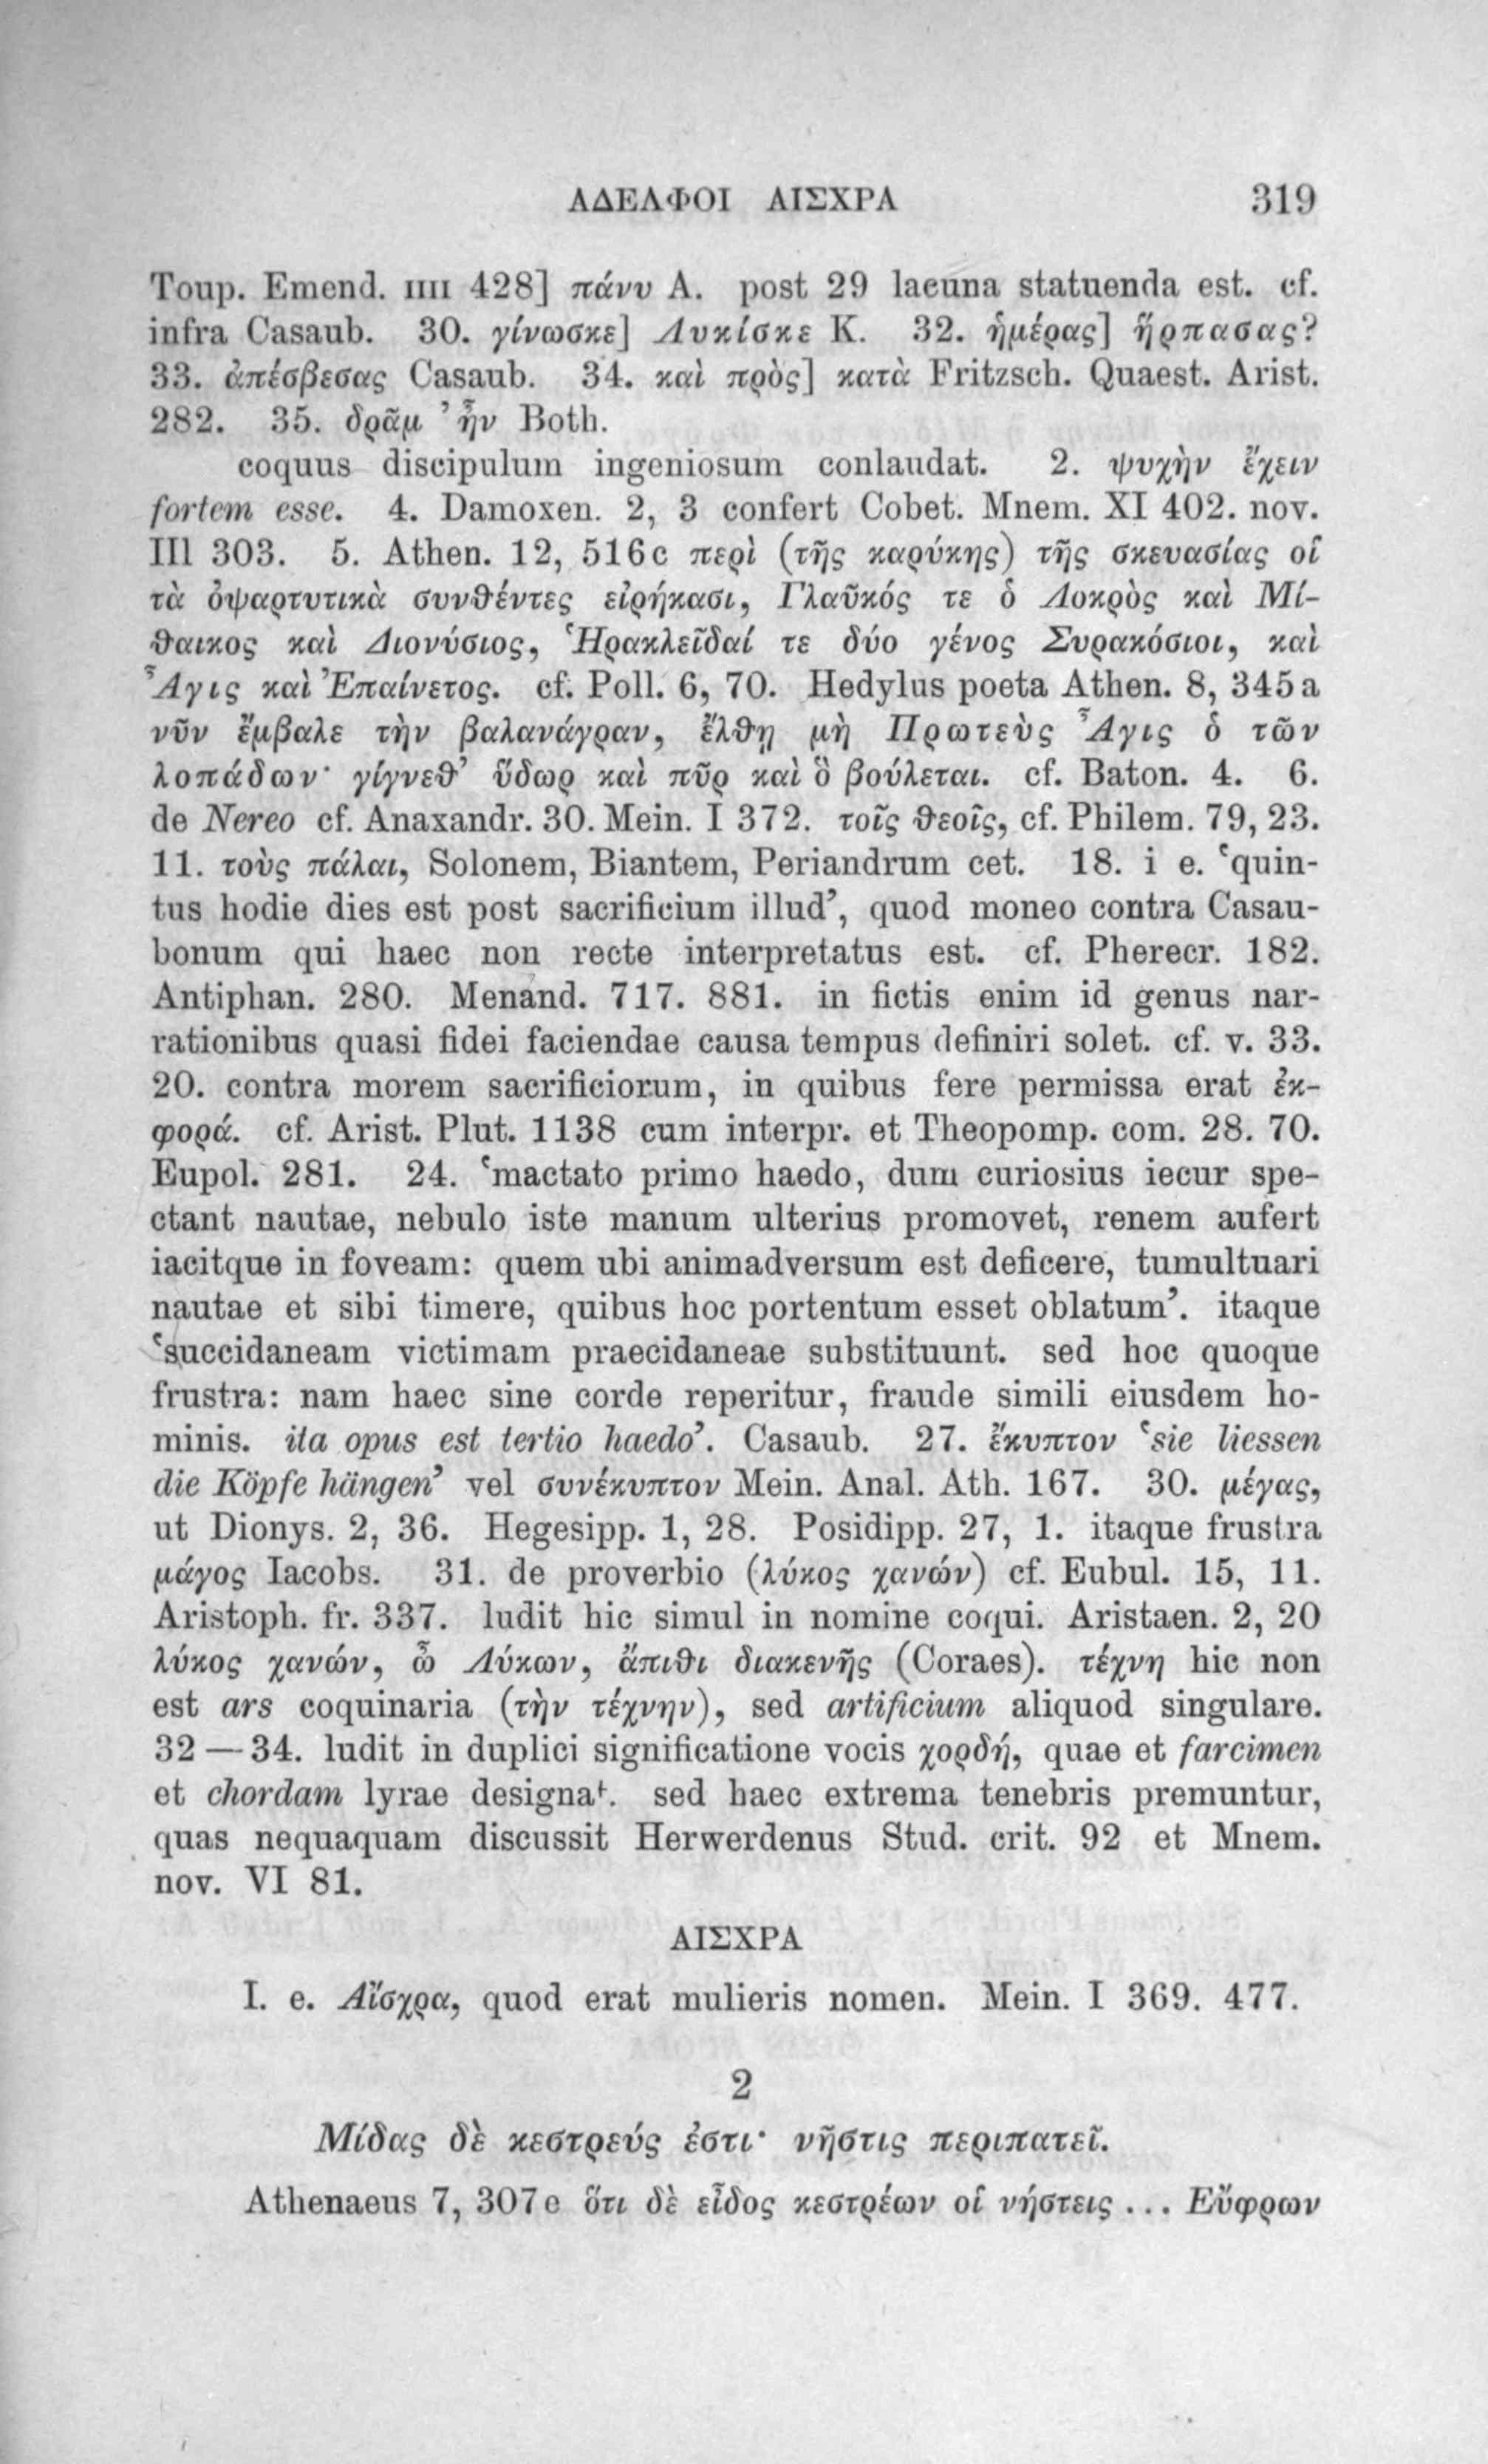 ΑΔΕΛΦΟΙ ΑΙΣΧΡΑ 319
Toup. Emend. IIII 428] πάνυ A. post 29 lacuna statuenda est. cf.
infra Casaub. 30. γίνωσκε] Λυκίσκε K. 32. ἡμέρας] ἥρπασας?
33. ἀπέσβεσας Casaub. 34. καὶ πρὸς] κατὰ Fritzsch. Quaest. Arist.
282. 35. δρᾶμ ’ ἦν Both.
coquus discipulum ingeniosum conlaudat. 2. ψυχὴν ἔχειν
fortem esse. 4. Damoxen. 2, 3 confert Cobet. Mnem. XI 402. nov.
III 303. 5. Athen. 12, 516c περὶ (τῆς καρύκης) τῆς σκευασίας οἱ
τὰ ὀψαρτυτικὰ συνθέντες εἰρήκασι, Γλαῦκός τε ὁ Λοκρὸς καὶ Μί-
θαικος καὶ Διονύσιος, Ἡρακλεῖδαί τε δύο γένος Συρακόσιοι, καὶ
Ἆγις καὶ Ἐπαίνετος. cf. Poll. 6, 70. Hedylus poeta Athen. 8, 345a
νῦν ἔμβαλε τὴν βαλανάγραν, ἔλθῃ μὴ Πρωτεὺς Ἆγις ὁ τῶν
λοπάδων· γίγνεθ’ ὕδωρ καὶ πῦρ καὶ ὃ βούλεται. cf. Baton. 4. 6.
de Nereo cf. Anaxandr. 30. Mein. I 372. τοῖς θεοῖς, cf. Philem. 79, 23.
11. τοὺς πάλαι, Solonem, Biantem, Periandrum cet. 18. i e. ‘quin-
tus hodie dies est post sacrificium illud’, quod moneo contra Casau-
bonum qui haec non recte interpretatus est. cf. Pherecr. 182.
Antiphan. 280. Menand. 717. 881. in fictis enim id genus nar-
rationibus quasi fidei faciendae causa tempus definiri solet. cf. v. 33.
20. contra morem sacrificiorum, in quibus fere permissa erat ἐκ-
φορά. cf. Arist. Plut. 1138 cum interpr. et Theopomp. com. 28. 70.
Eupol. 281. 24. ‘mactato primo haedo, dum curiosius iecur spe-
ctant nautae, nebulo iste manum ulterius promovet, renem aufert
iacitque in foveam: quem ubi animadversum est deficere, tumultuari
nautae et sibi timere, quibus hoc portentum esset oblatum’. itaque
‘succidaneam victimam praecidaneae substituunt. sed hoc quoque
frustra: nam haec sine corde reperitur, fraude simili eiusdem ho-
minis. ita opus est tertio haedo’. Casaub. 27. ἔκυπτον ‘sie liessen
die Köpfe hängen’ vel συνέκυπτον Mein. Anal. Ath. 167. 30. μέγας,
ut Dionys. 2, 36. Hegesipp. 1, 28. Posidipp. 27, 1. itaque frustra
μάγος Iacobs. 31. de proverbio (λύκος χανών) cf. Eubul. 15, 11.
Aristoph. fr. 337. ludit hic simul in nomine coqui. Aristaen. 2, 20
λύκος χανών, ὦ Λύκων, ἄπιθι διακενῆς (Coraes). τέχνη hic non
est ars coquinaria (τὴν τέχνην), sed artificium aliquod singulare.
32 — 34. ludit in duplici significatione vocis χορδή, quae et farcimen
et chordam lyrae designat. sed haec extrema tenebris premuntur,
quas nequaquam discussit Herwerdenus Stud. crit. 92 et Mnem.
nov. VI 81.
ΑΙΣΧΡΑ
I. e. Αἴσχρα, quod erat mulieris nomen. Mein. I 369. 477.
2
Μίδας δὲ κεστρεύς ἐστι· νῆστις περιπατεῖ.
Athenaeus 7, 307e ὅτι δὲ εἶδος κεστρέων οἱ νήστεις ... Εὔφρων